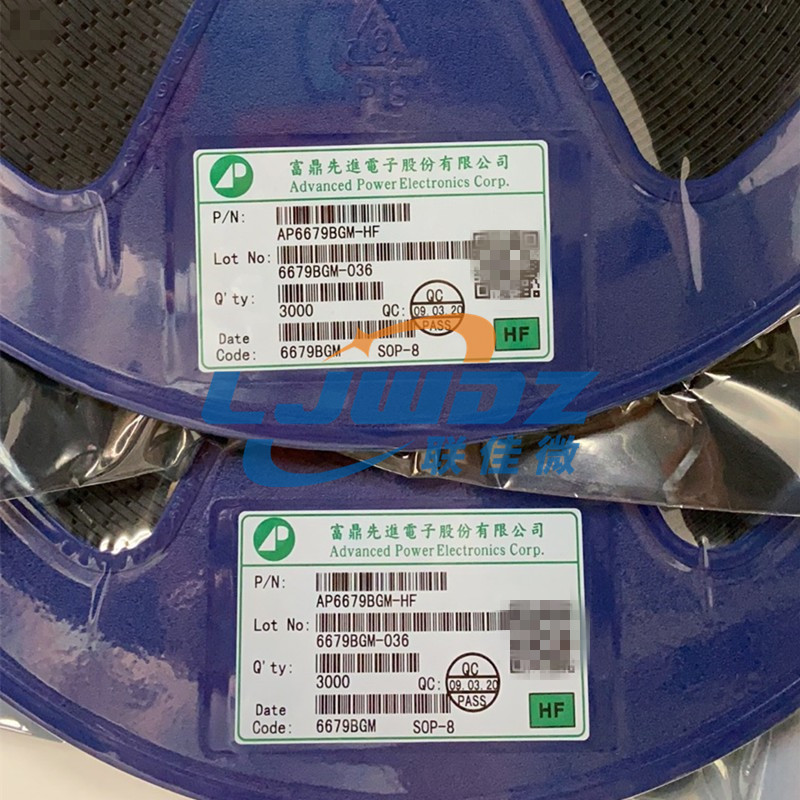 富鼎先進電子股份有限公司
Advanced Power Electronics Corp.
P/N:
AP6679BGM-HF
Lot No:
6679BGM-036
Q'ty:
3000 QC: QC 09.03.20 PASS
Date
Code: 6679BGM SOP-8 HF
LJWDZ
联佳微
富鼎先進電子股份有限公司
Advanced Power Electronics Corp.
P/N:
AP6679BGM-HF
Lot No:
6679BGM-036
Q'ty:
3000 QC: QC 09.03.20 PASS
Date
Code: 6679BGM SOP-8 HF